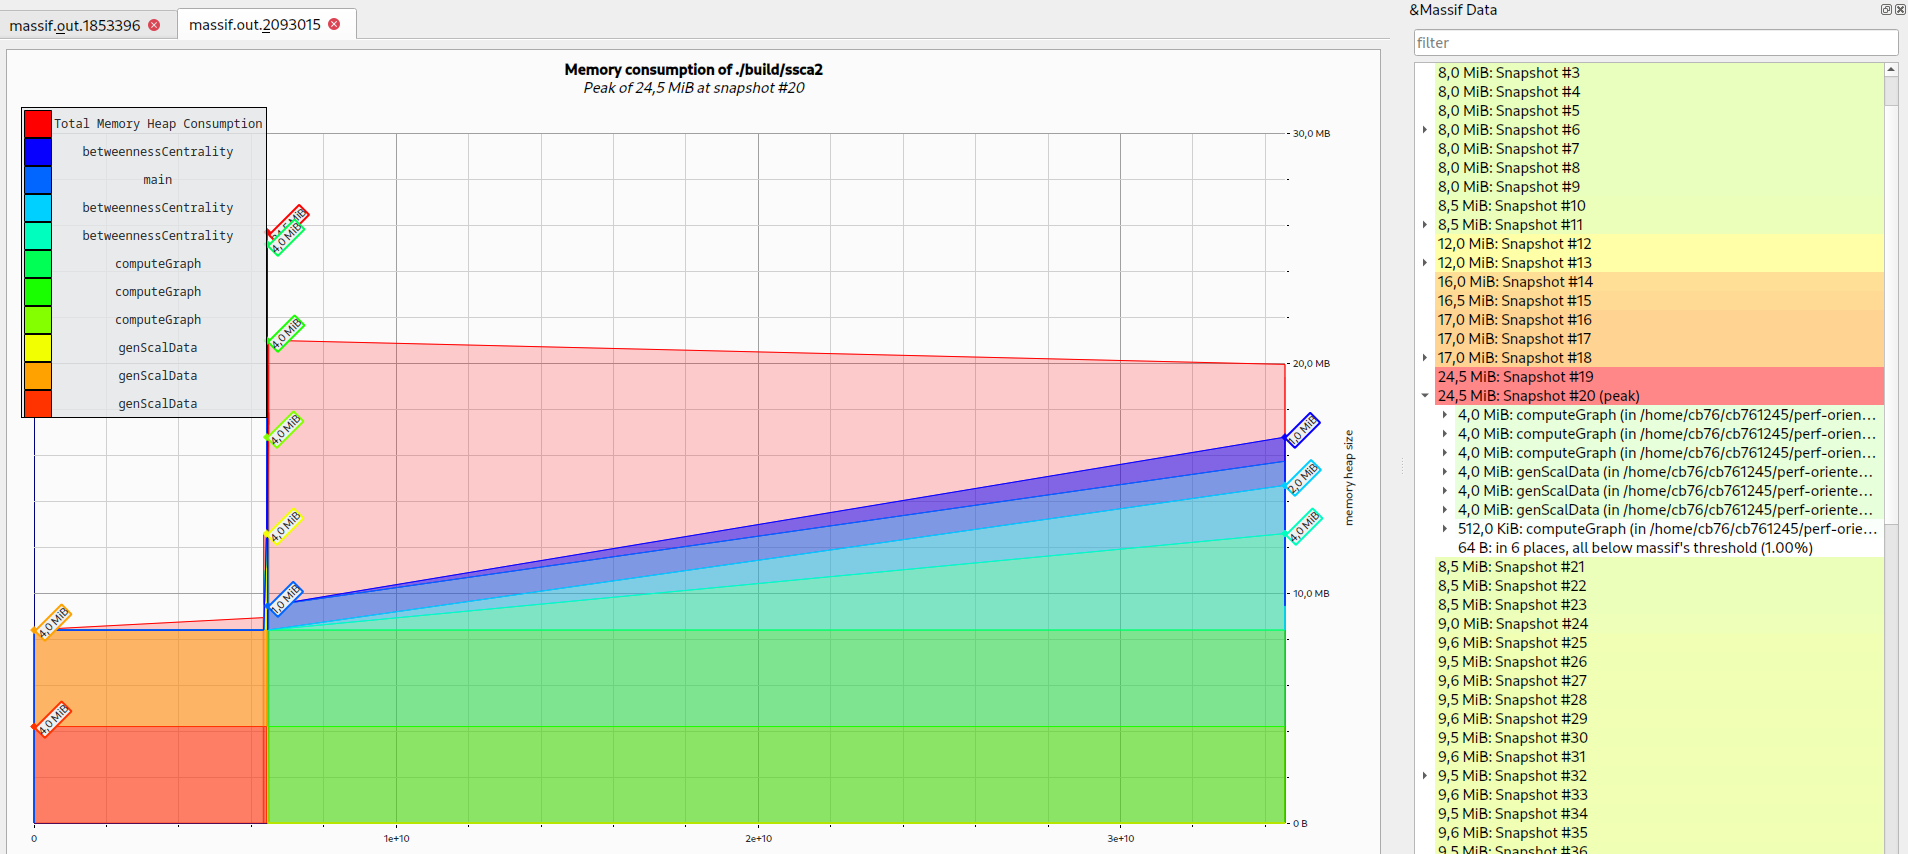 massif.out.1853396
massif.out.2093015
Memory consumption of ./build/ssca2
Peak of 24,5 MiB at snapshot #20
Total Memory Heap Consumption
betweennessCentrality
main
betweennessCentrality
betweennessCentrality
computeGraph
computeGraph
computeGraph
genScalData
genScalData
genScalData
4,0 MiB
4,0 MiB
4,0 MiB
4,0 MiB
1,0 MiB
4,0 MiB
4,0 MiB
1,0 MiB
2,0 MiB
4,0 MiB
30,0 MB
20,0 MB
10,0 MB
0 B
memory heap size
0
1e+10
2e+10
3e+10
&Massif Data
filter
8,0 MiB: Snapshot #3
8,0 MiB: Snapshot #4
8,0 MiB: Snapshot #5
8,0 MiB: Snapshot #6
8,0 MiB: Snapshot #7
8,0 MiB: Snapshot #8
8,0 MiB: Snapshot #9
8,5 MiB: Snapshot #10
8,5 MiB: Snapshot #11
12,0 MiB: Snapshot #12
12,0 MiB: Snapshot #13
16,0 MiB: Snapshot #14
16,5 MiB: Snapshot #15
17,0 MiB: Snapshot #16
17,0 MiB: Snapshot #17
17,0 MiB: Snapshot #18
24,5 MiB: Snapshot #19
24,5 MiB: Snapshot #20 (peak)
4,0 MiB: computeGraph (in /home/cb76/cb761245/perf-orien...
4,0 MiB: computeGraph (in /home/cb76/cb761245/perf-orien...
4,0 MiB: computeGraph (in /home/cb76/cb761245/perf-orien...
4,0 MiB: genScalData (in /home/cb76/cb761245/perf-oriente...
4,0 MiB: genScalData (in /home/cb76/cb761245/perf-oriente...
4,0 MiB: genScalData (in /home/cb76/cb761245/perf-oriente...
512,0 KiB: computeGraph (in /home/cb76/cb761245/perf-orie...
64 B: in 6 places, all below massif's threshold (1.00%)
8,5 MiB: Snapshot #21
8,5 MiB: Snapshot #22
8,5 MiB: Snapshot #23
9,0 MiB: Snapshot #24
9,6 MiB: Snapshot #25
9,5 MiB: Snapshot #26
9,6 MiB: Snapshot #27
9,5 MiB: Snapshot #28
9,6 MiB: Snapshot #29
9,5 MiB: Snapshot #30
9,6 MiB: Snapshot #31
9,5 MiB: Snapshot #32
9,6 MiB: Snapshot #33
9,5 MiB: Snapshot #34
9,6 MiB: Snapshot #35
9,5 MiB: Snapshot #36